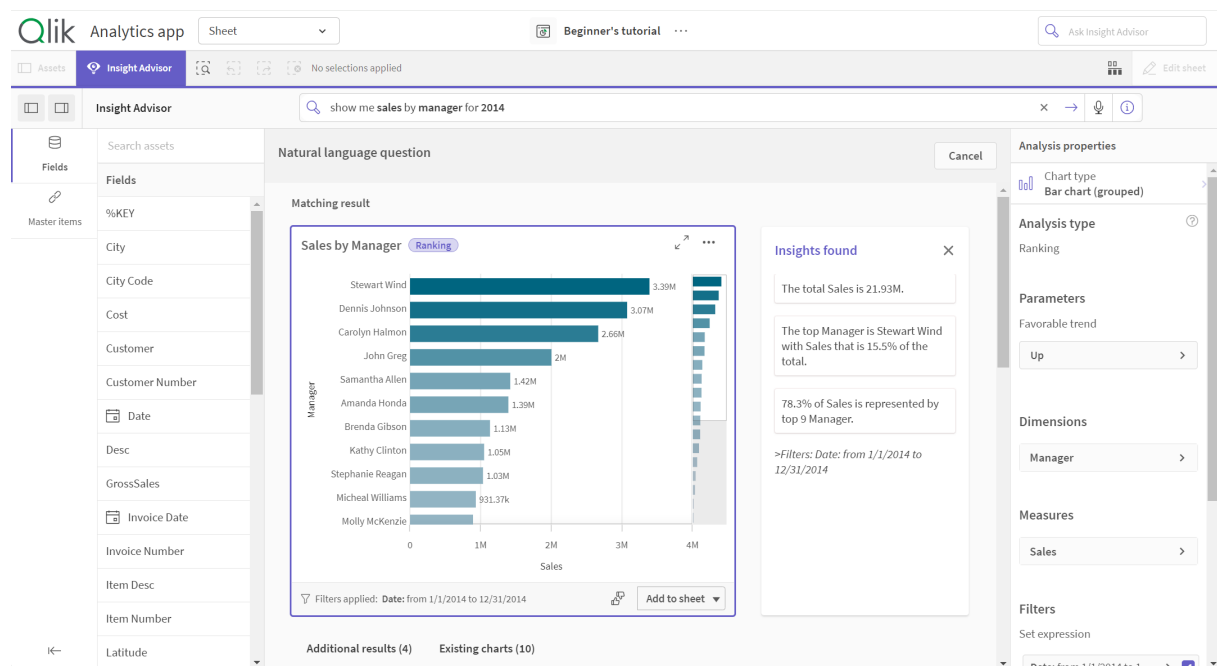 Qlik Analytics app Sheet Beginner's tutorial ··· Ask Insight Advisor
Assets Insight Advisor No selections applied Edit sheet
Insight Advisor show me sales by manager for 2014
Fields
Master items
Search assets
Fields
%KEY
City
City Code
Cost
Customer
Customer Number
Date
Desc
GrossSales
Invoice Date
Invoice Number
Item Desc
Item Number
Latitude
Natural language question Cancel
Matching result
Sales by Manager Ranking
Manager
Stewart Wind 3.39M
Dennis Johnson 3.07M
Carolyn Halmon 2.66M
John Greg 2M
Samantha Allen 1.42M
Amanda Honda 1.39M
Brenda Gibson 1.13M
Kathy Clinton 1.05M
Stephanie Reagan 1.03M
Micheal Williams 931.37k
Molly McKenzie
0 1M 2M 3M 4M
Sales
Filters applied: Date: from 1/1/2014 to 12/31/2014 Add to sheet
Additional results (4) Existing charts (10)
Insights found
The total Sales is 21.93M.
The top Manager is Stewart Wind
with Sales that is 15.5% of the
total.
78.3% of Sales is represented by
top 9 Manager.
>Filters: Date: from 1/1/2014 to
12/31/2014
Analysis properties
Chart type
Bar chart (grouped)
Analysis type
Ranking
Parameters
Favorable trend
Up
Dimensions
Manager
Measures
Sales
Filters
Set expression
Date: from 1/1/2014 to 1